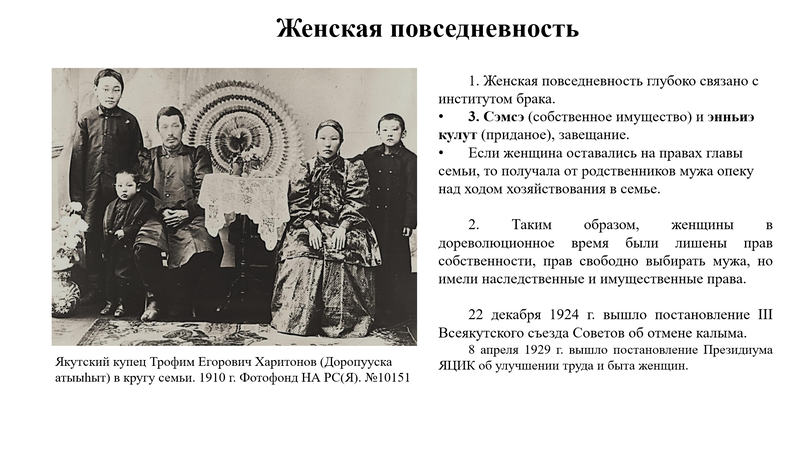 Женская повседневность
1. Женская повседневность глубоко связано с
институтом брака.
• 3. Сэмсэ (собственное имущество) и энньиэ
кулут (приданое), завещание.
• Если женщина оставались на правах главы
семьи, то получала от родственников мужа опеку
над ходом хозяйствования в семье.
2. Таким образом, женщины в
дореволюционное время были лишены прав
собственности, прав свободно выбирать мужа, но
имели наследственные и имущественные права.
22 декабря 1924 г. вышло постановление III
Всеякутского съезда Советов об отмене калыма.
8 апреля 1929 г. вышло постановление Президиума
ЯЦИК об улучшении труда и быта женщин.
Якутский купец Трофим Егорович Харитонов (Доропууска
атыыһыт) в кругу семьи. 1910 г. Фотофонд НА РС(Я). №10151